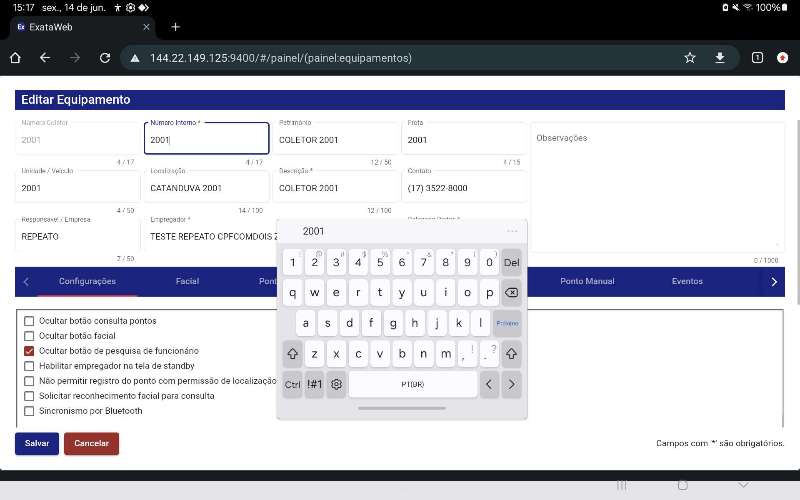 15:17 sex., 14 de jun. 100%
Ex ExataWeb
144.22.149.125:9400/#/painel/(painel:equipamentos) 1
Editar Equipamento
Número Coletor Número Interno * Patrimônio Frota
2001 2001 COLETOR 2001 2001 Observações
4 / 17 4 / 17 12 / 50 4 / 15
Unidade / Veículo Localização Descrição * Contato
2001 CATANDUVA 2001 COLETOR 2001 (17) 3522-8000
4 / 50 14 / 100 12 / 100
Responsável / Empresa Empregador *
REPEATO TESTE REPEATO CPFCOMDOIS
7 / 50 0 / 1000
2001 ...
Configurações Facial Pont Ponto Manual Eventos
1 2 3 4 5 6 7 8 9 0 Del
q w e r t y u i o p
a s d f g h j k l Próximo
z x c v b n m , ! . ?
Ctrl !#1 PT(BR) < >
Ocultar botão consulta pontos
Ocultar botão facial
Ocultar botão de pesquisa de funcionário
Habilitar empregador na tela de standby
Não permitir registro do ponto com permissão de localização
Solicitar reconhecimento facial para consulta
Sincronismo por Bluetooth
Salvar Cancelar Campos com '*' são obrigatórios.